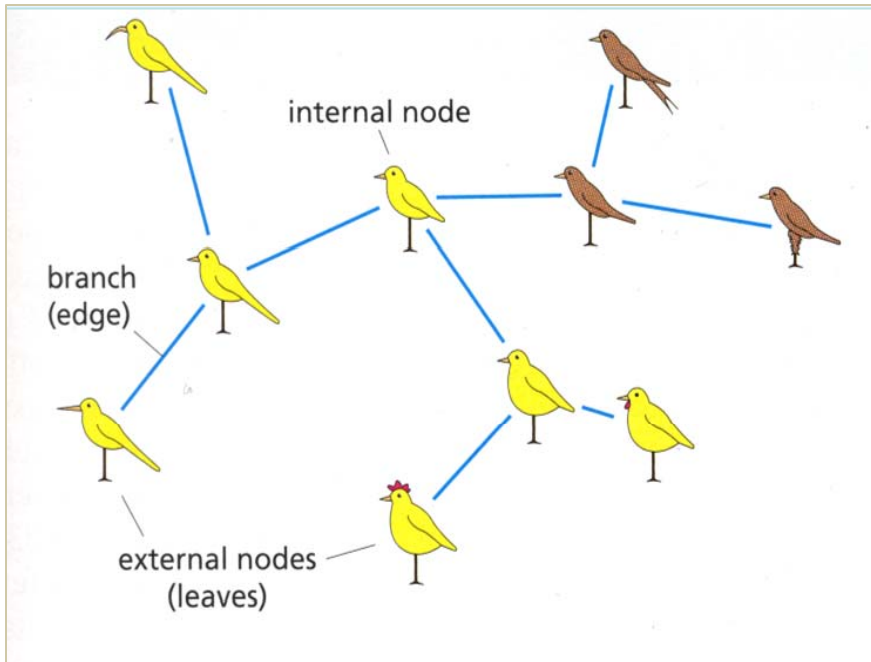 internal node
branch
(edge)
external nodes
(leaves)